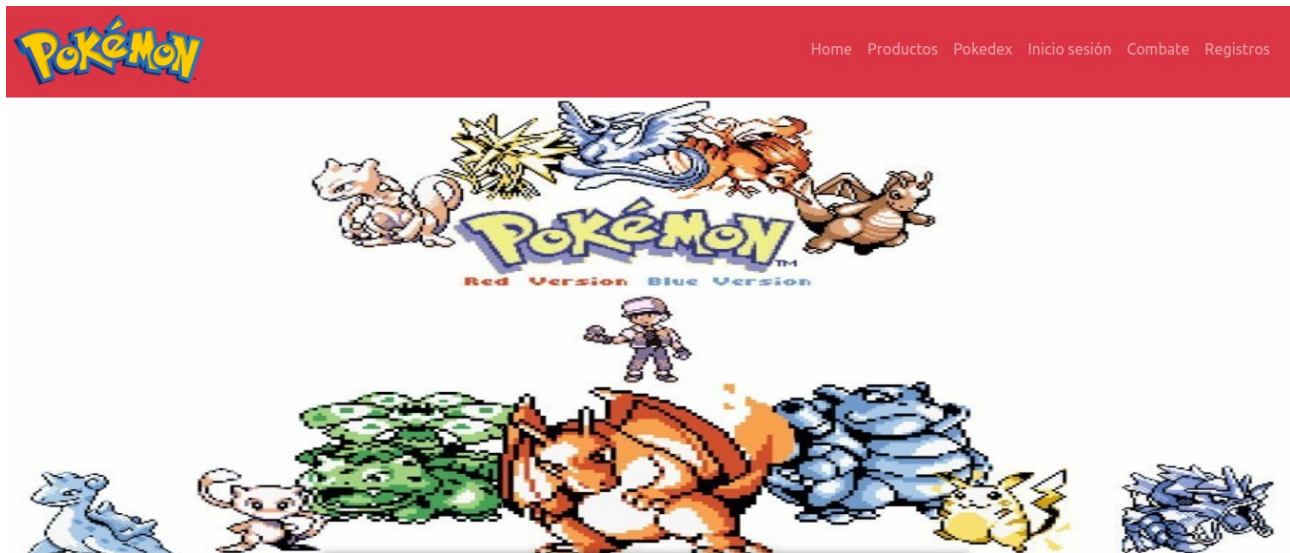 POKéMON
Home Productos Pokedex Inicio sesión Combate Registros
POKéMON TM
Red Version Blue Version